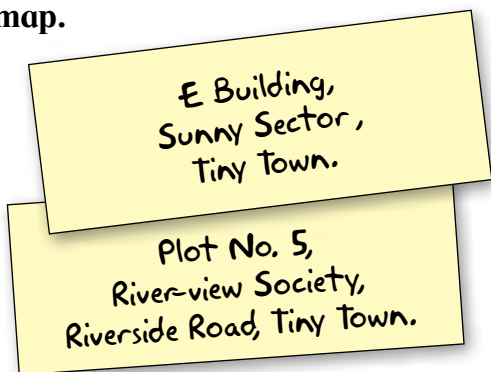 map.
E Building,
Sunny Sector,
Tiny Town.
Plot No. 5,
River-view Society,
Riverside Road, Tiny Town.